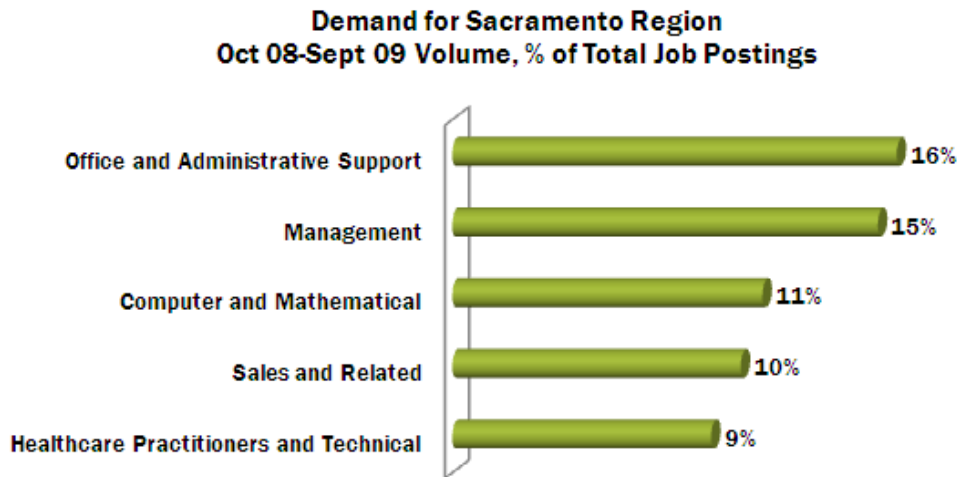 Demand for Sacramento Region
Oct 08-Sept 09 Volume, % of Total Job Postings
Office and Administrative Support 16%
Management 15%
Computer and Mathematical 11%
Sales and Related 10%
Healthcare Practitioners and Technical 9%